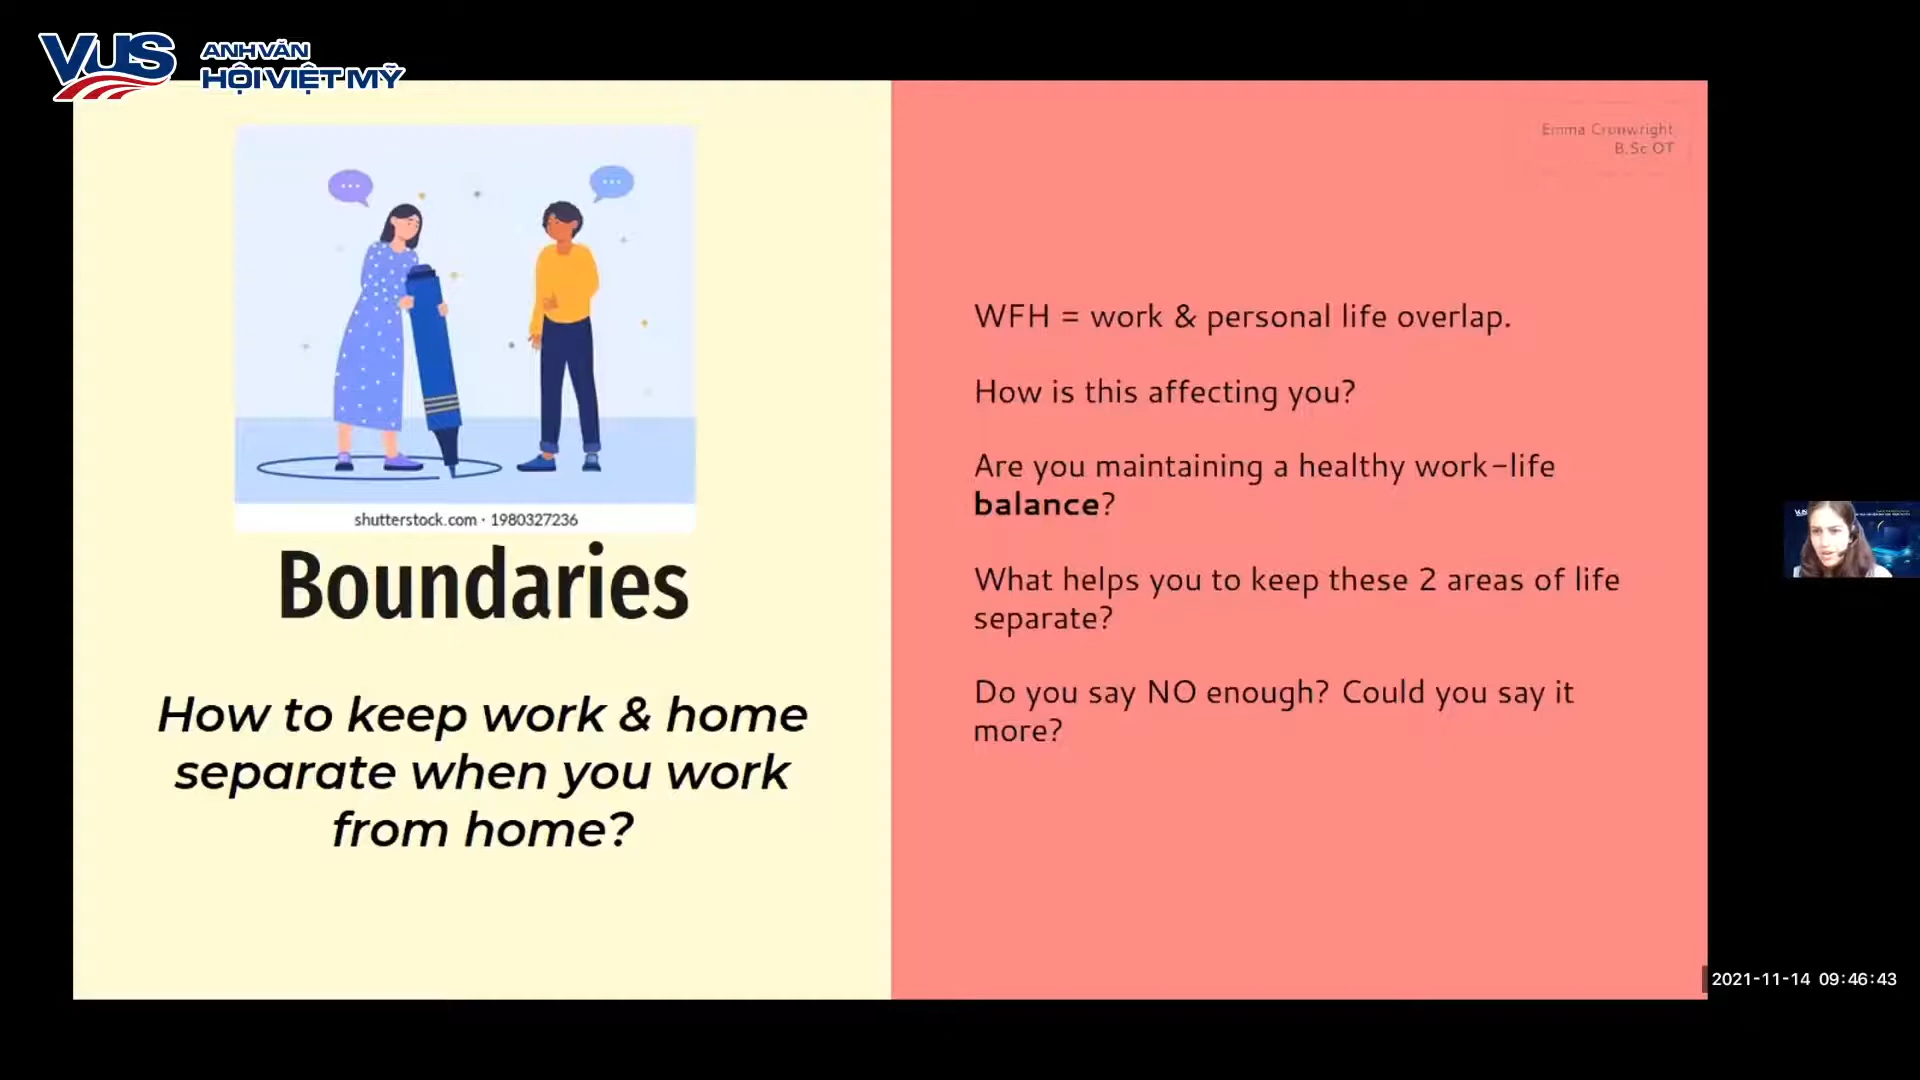 VUS
ANH VĂN
HỘI VIỆT MỸ
shutterstock.com · 1980327236
Boundaries
How to keep work & home
separate when you work
from home?
Emma Cronwright
B.Sc OT
WFH = work & personal life overlap.
How is this affecting you?
Are you maintaining a healthy work-life
balance?
What helps you to keep these 2 areas of life
separate?
Do you say NO enough? Could you say it
more?
2021-11-14 09:46:43